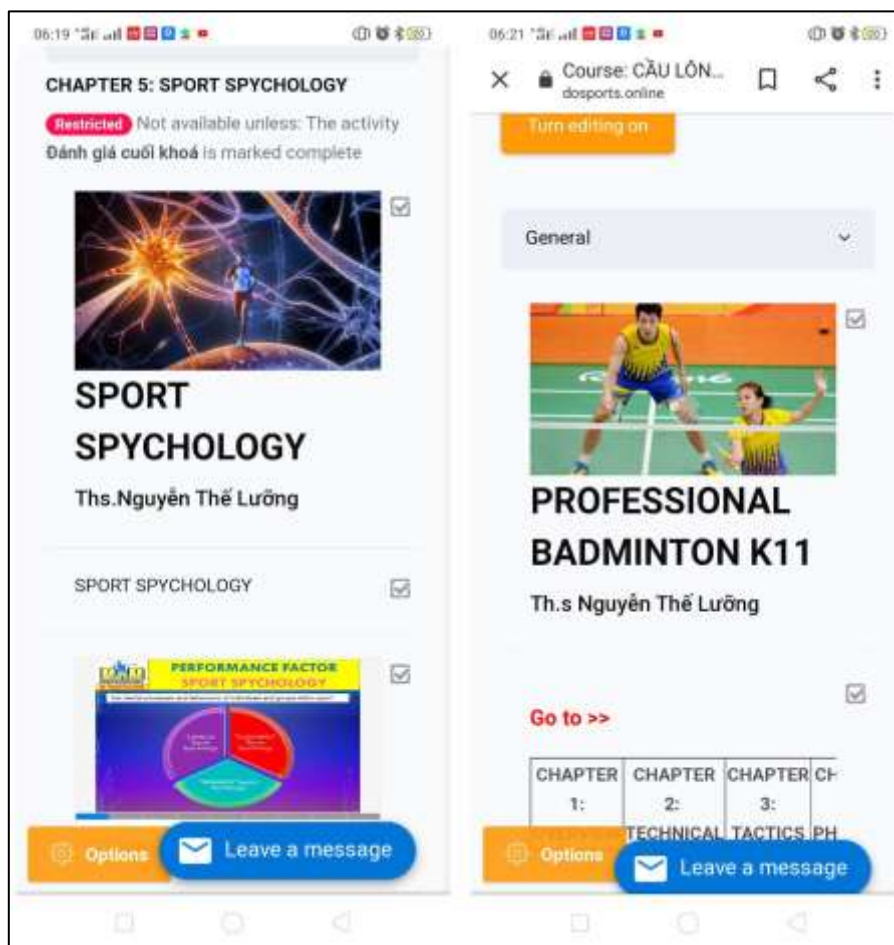 06:19
CHAPTER 5: SPORT SPYCHOLOGY
Restricted Not available unless: The activity
Đánh giá cuối khoá is marked complete
SPORT
SPYCHOLOGY
Ths.Nguyễn Thế Lưỡng
SPORT SPYCHOLOGY
PERFORMANCE FACTOR
SPORT SPYCHOLOGY
Options
Leave a message
06:21
Course: CẦU LÔN...
dosports.online
Turn editing on
General
PROFESSIONAL
BADMINTON K11
Th.s Nguyễn Thế Lưỡng
Go to >>
CHAPTER CHAPTER CHAPTER CH
1: 2: 3:
TECHNICAL TACTICS PH
Options
Leave a message